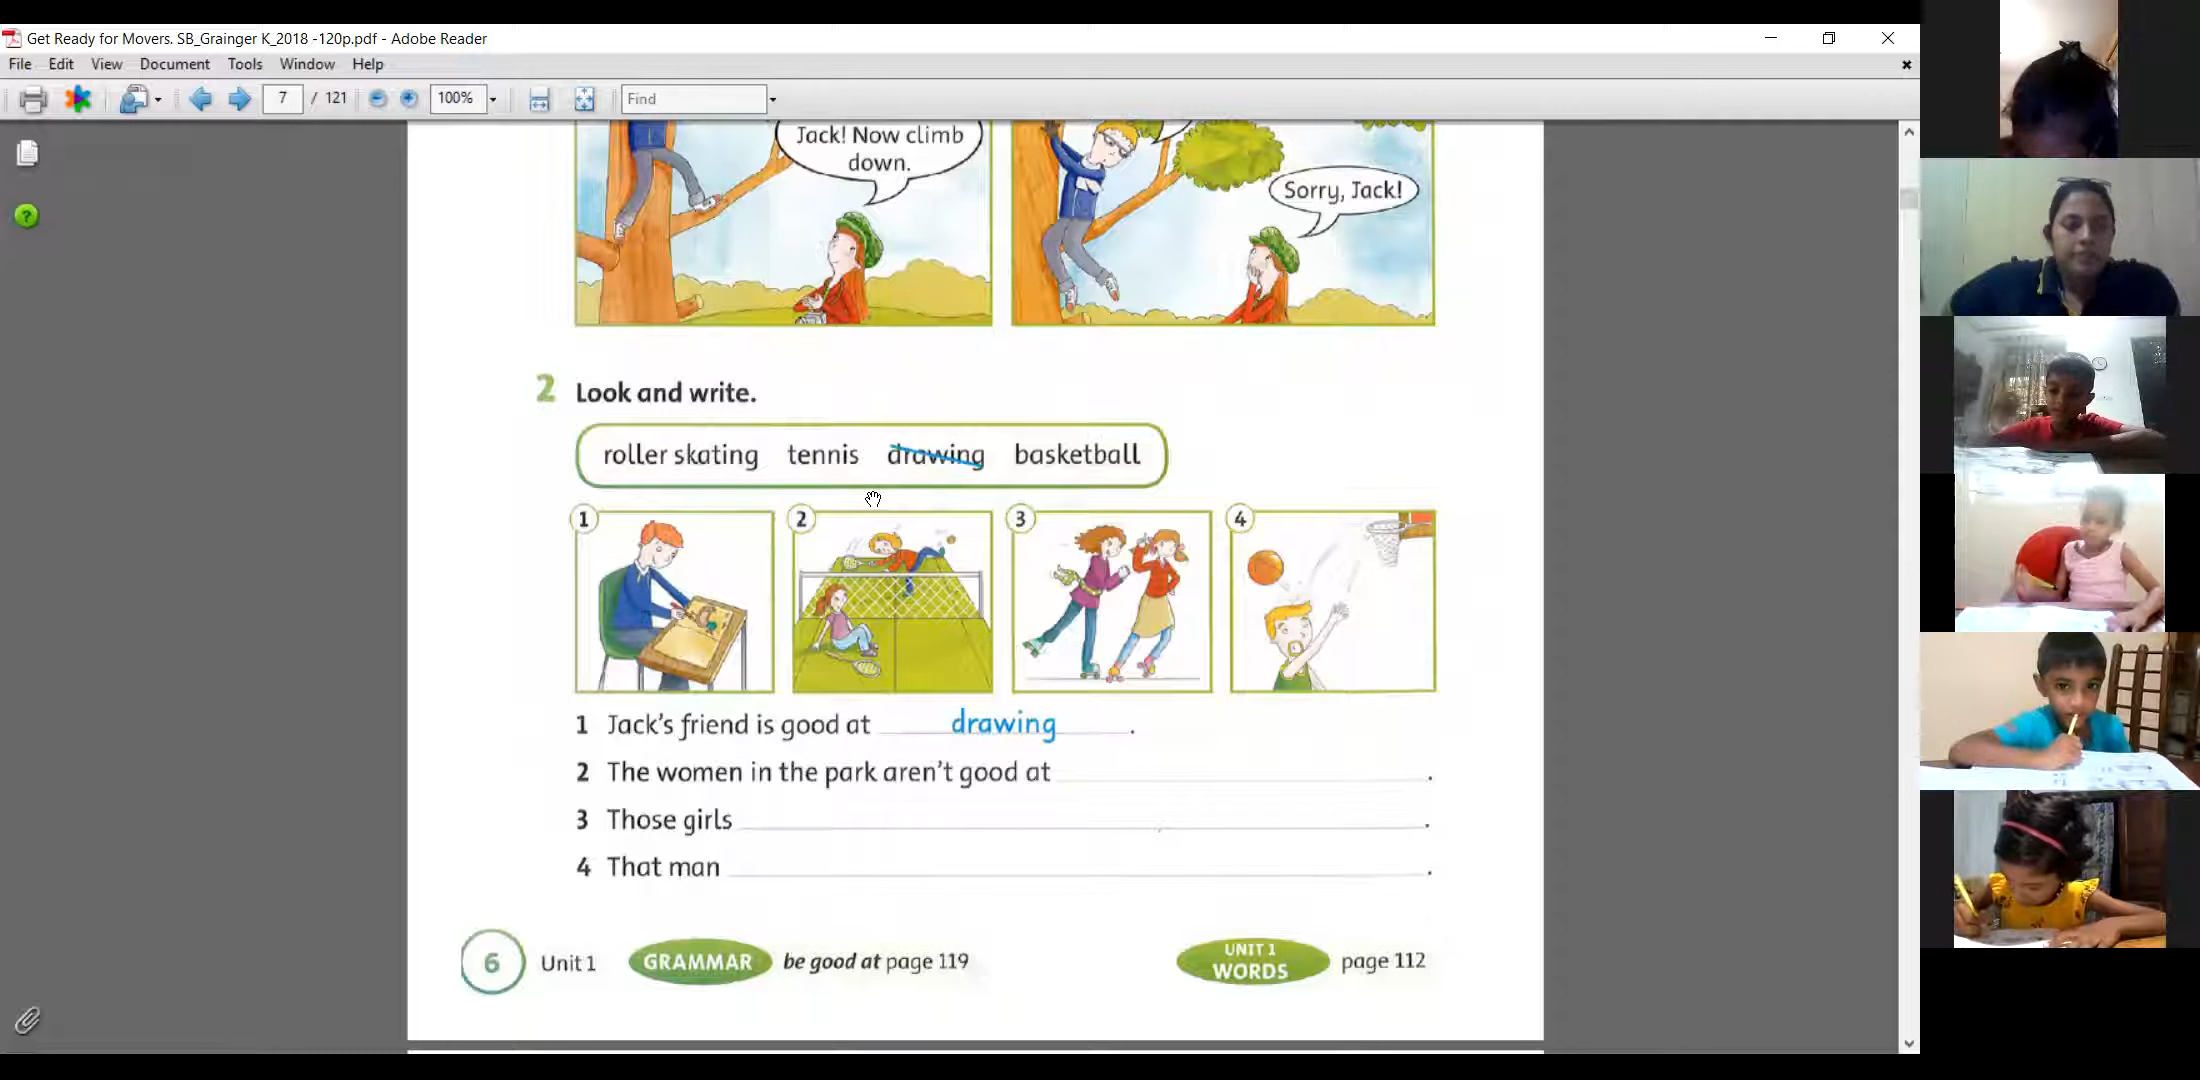 Get Ready for Movers. SB_Grainger K_2018 -120p.pdf - Adobe Reader
File Edit View Document Tools Window Help
7 / 121 100% Find
Jack! Now climb
down.
Sorry, Jack!
2 Look and write.
roller skating tennis drawing basketball
1 2 3 4
1 Jack's friend is good at drawing.
2 The women in the park aren't good at .
3 Those girls .
4 That man .
6 Unit 1 GRAMMAR be good at page 119 UNIT 1 WORDS page 112